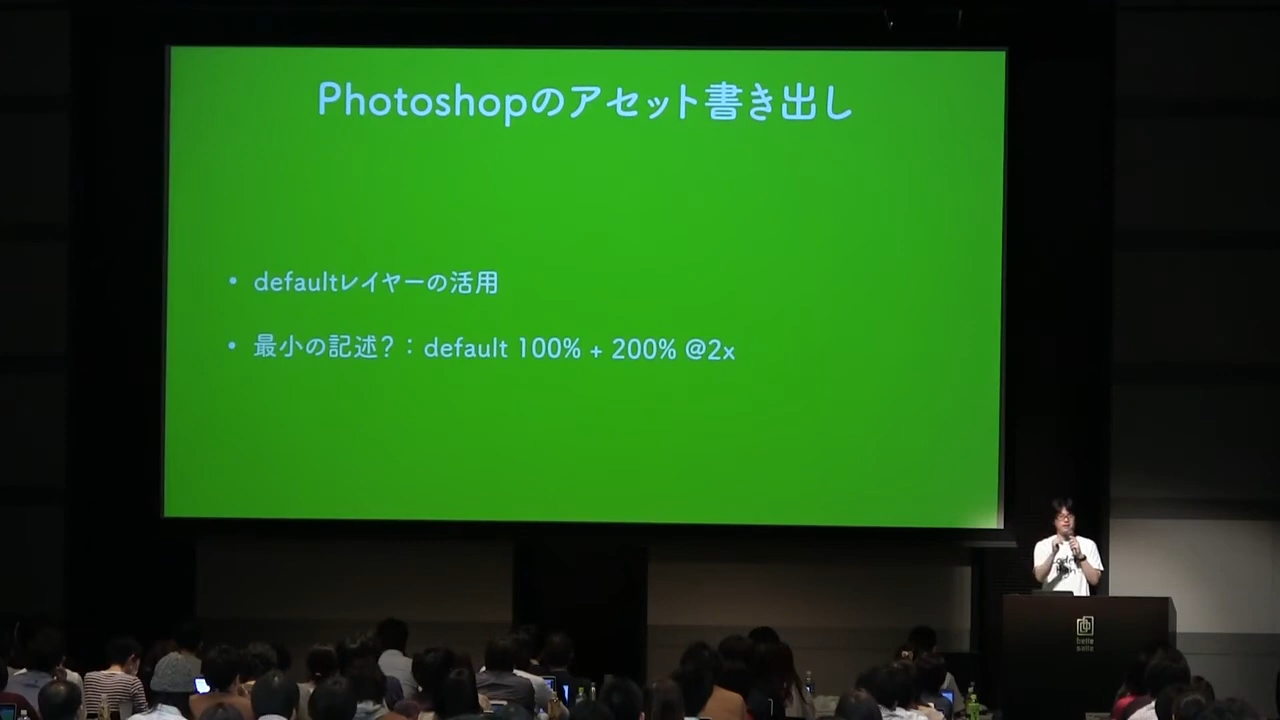 Photoshopのアセット書き出し
• defaultレイヤーの活用
• 最小の記述?：default 100% + 200% @2x
belle
salle